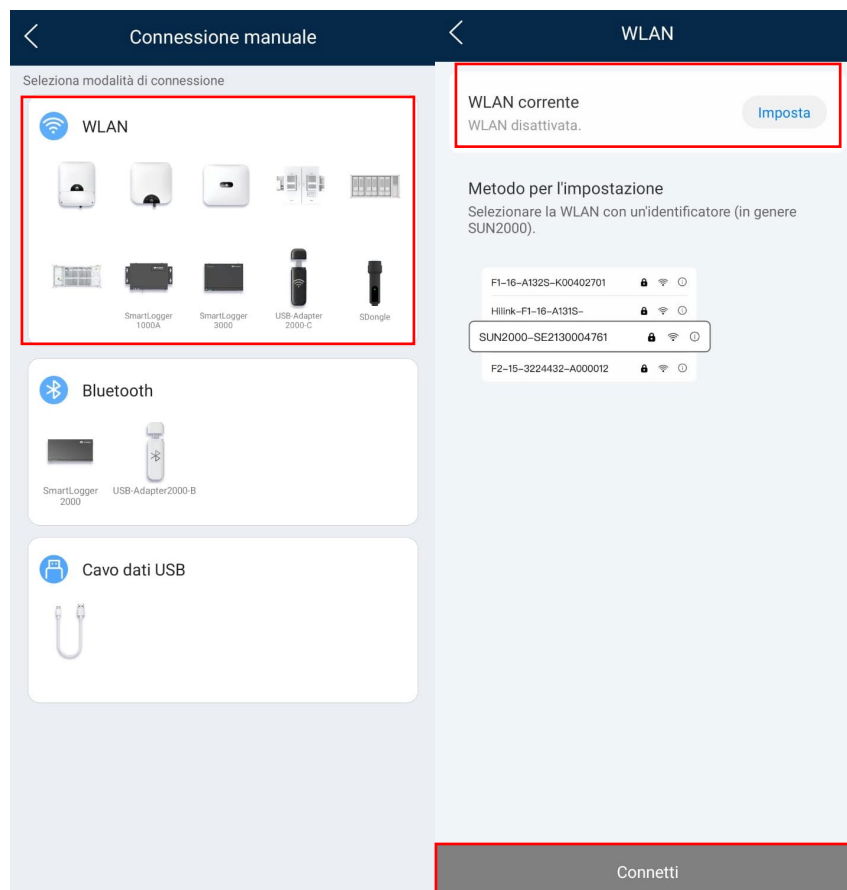 Connessione manuale
Seleziona modalità di connessione
WLAN
SmartLogger
1000A
SmartLogger
3000
USB-Adapter
2000-C
SDongle
Bluetooth
SmartLogger
2000
USB-Adapter2000-B
Cavo dati USB
WLAN
WLAN corrente
WLAN disattivata.
Imposta
Metodo per l'impostazione
Selezionare la WLAN con un'identificatore (in genere
SUN2000).
F1-16-A132S-K00402701
Hilink-F1-16-A131S-
SUN2000-SE2130004761
F2-15-3224432-A000012
Connetti